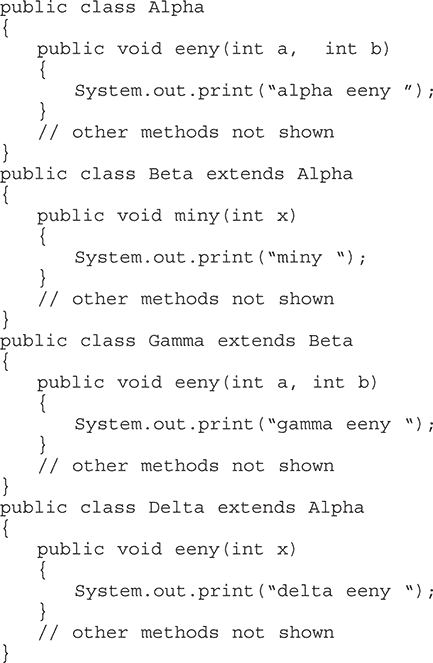 public class Alpha
{
public void eeny(int a, int b)
{
System.out.print(“alpha eeny ”);
}
// other methods not shown
}
public class Beta extends Alpha
{
public void miny(int x)
{
System.out.print(“miny “);
}
// other methods not shown
}
public class Gamma extends Beta
{
public void eeny(int a, int b)
{
System.out.print(“gamma eeny “);
}
// other methods not shown
}
public class Delta extends Alpha
{
public void eeny(int x)
{
System.out.print(“delta eeny “);
}
// other methods not shown
}